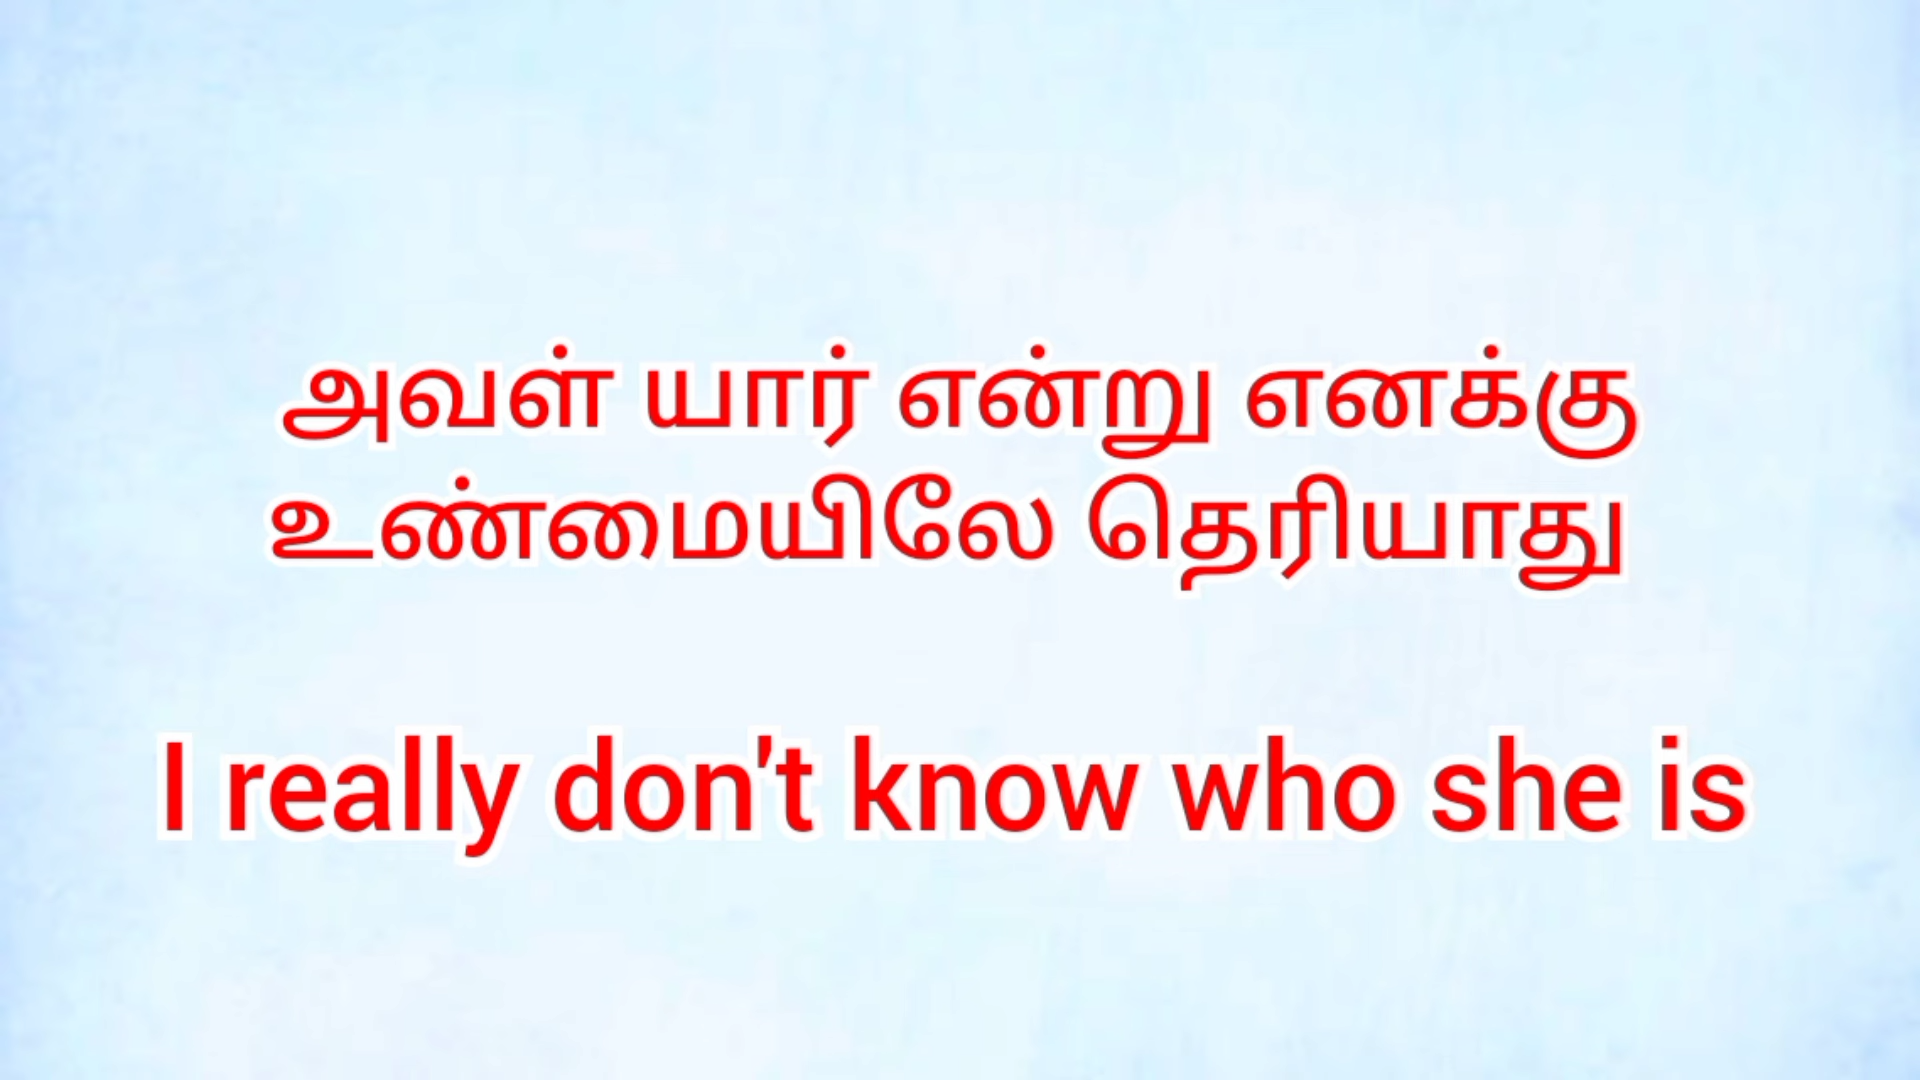 அவள் யார் என்று எனக்கு
உண்மையிலே தெரியாது
I really don't know who she is